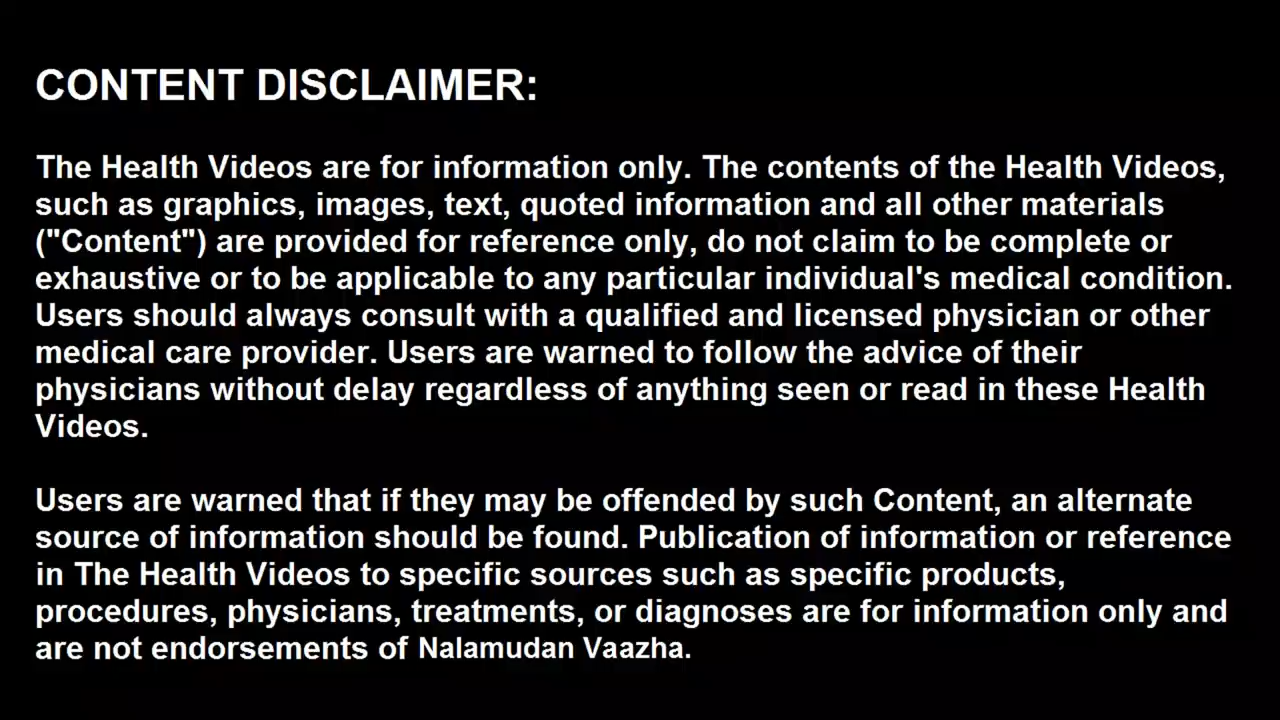 CONTENT DISCLAIMER:
The Health Videos are for information only. The contents of the Health Videos,
such as graphics, images, text, quoted information and all other materials
("Content") are provided for reference only, do not claim to be complete or
exhaustive or to be applicable to any particular individual's medical condition.
Users should always consult with a qualified and licensed physician or other
medical care provider. Users are warned to follow the advice of their
physicians without delay regardless of anything seen or read in these Health
Videos.
Users are warned that if they may be offended by such Content, an alternate
source of information should be found. Publication of information or reference
in The Health Videos to specific sources such as specific products,
procedures, physicians, treatments, or diagnoses are for information only and
are not endorsements of Nalamudan Vaazha.